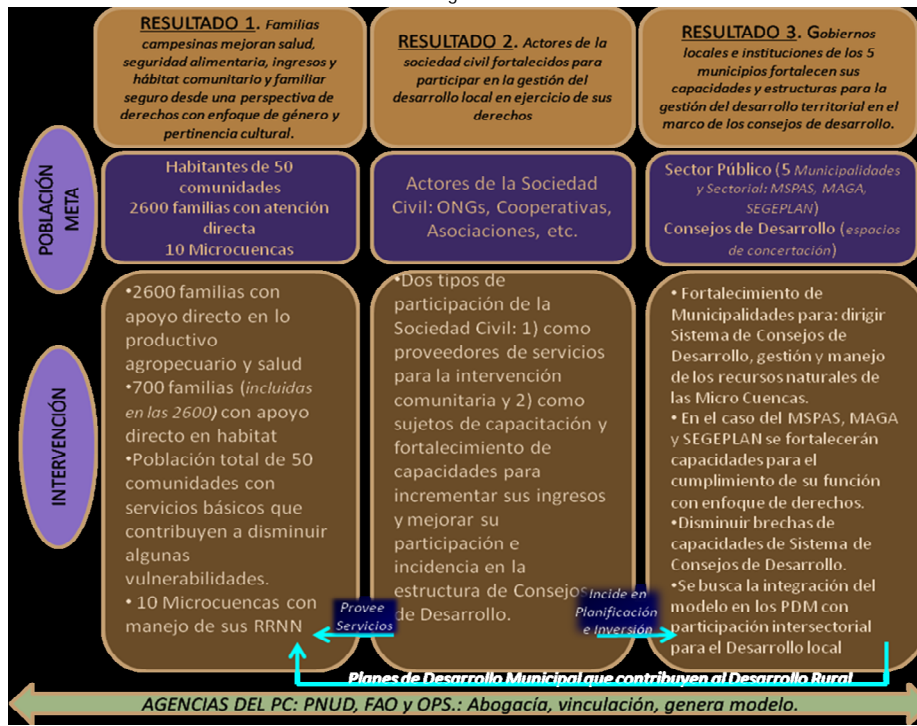 RESULTADO 1. Familias
campesinas mejoran salud,
seguridad alimentaria, ingresos y
hábitat comunitario y familiar
seguro desde una perspectiva de
derechos con enfoque de género y
pertinencia cultural.
RESULTADO 2. Actores de la
sociedad civil fortalecidos para
participar en la gestión del
desarrollo local en ejercicio de sus
derechos
RESULTADO 3. Gobiernos
locales e instituciones de los 5
municipios fortalecen sus
capacidades y estructuras para la
gestión del desarrollo territorial en el
marco de los consejos de desarrollo.
POBLACIÓN
META
Habitantes de 50
comunidades
2600 familias con atención
directa
10 Microcuencas
Actores de la Sociedad
Civil: ONGs, Cooperativas,
Asociaciones, etc.
Sector Público (5 Municipalidades
y Sectorial: MSPAS, MAGA,
SEGEPLAN)
Consejos de Desarrollo (espacios
de concertación)
INTERVENCIÓN
•2600 familias con
apoyo directo en lo
productivo
agropecuario y salud
•700 familias (incluidas
en las 2600) con apoyo
directo en habitat
•Población total de 50
comunidades con
servicios básicos que
contribuyen a disminuir
algunas
vulnerabilidades.
• 10 Microcuencas con
manejo de sus RRNN
•Dos tipos de
participación de la
Sociedad Civil: 1) como
proveedores de servicios
para la intervención
comunitaria y 2) como
sujetos de capacitación y
fortalecimiento de
capacidades para
incrementar sus ingresos
y mejorar su
participación e
incidencia en la
estructura de Consejos
de Desarrollo.
• Fortalecimiento de
Municipalidades para: dirigir
Sistema de Consejos de
Desarrollo, gestión y manejo
de los recursos naturales de
las Micro Cuencas.
• En el caso del MSPAS, MAGA
y SEGEPLAN se fortalecerán
capacidades para el
cumplimiento de su función
con enfoque de derechos.
•Disminuir brechas de
capacidades de Sistema de
Consejos de Desarrollo.
•Se busca la integración del
modelo en los PDM con
participación intersectorial
para el Desarrollo local
Provee
Servicios
Incide en
Planificación
e Inversión
Planes de Desarrollo Municipal que contribuyen al Desarrollo Rural
AGENCIAS DEL PC: PNUD, FAO y OPS.: Abogacía, vinculación, genera modelo.